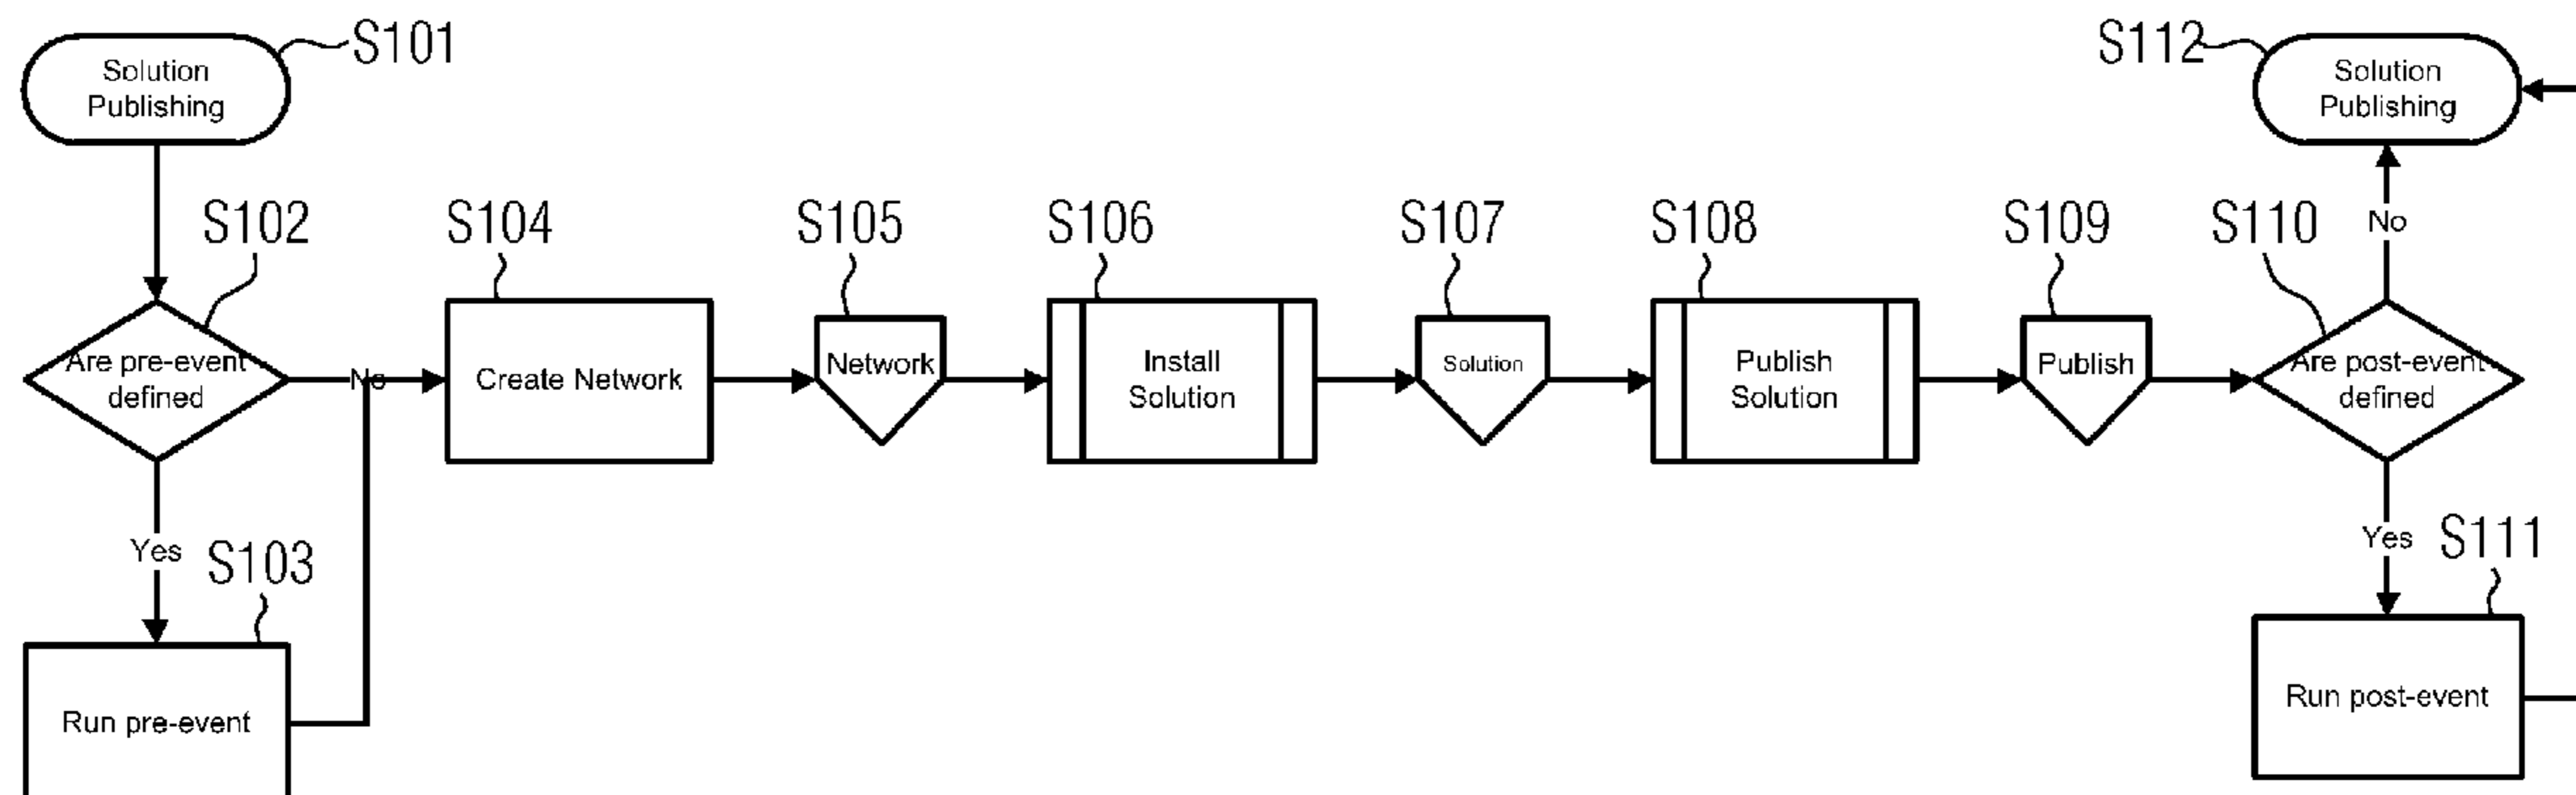 S101
Solution
Publishing
S112
Solution
Publishing
S102
S104
S105
S106
S107
S108
S109
S110
No
Are pre-event
defined
No
Create Network
Network
Install
Solution
Solution
Publish
Solution
Publish
Are post-event
defined
Yes
S103
Yes
S111
Run pre-event
Run post-event